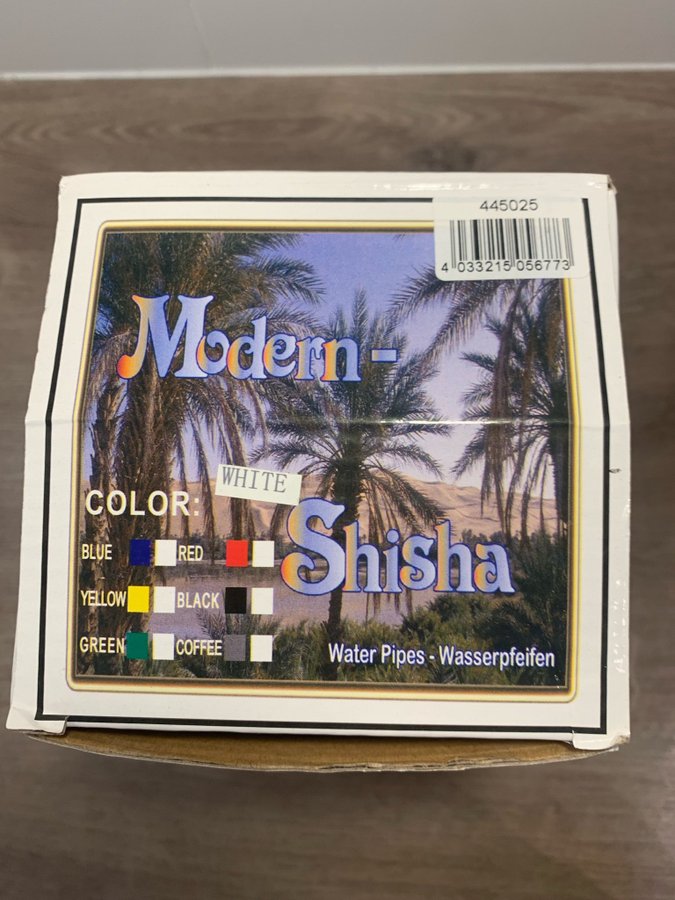 445025
4 033215 056773
Modern-
WHITE
COLOR:
BLUE RED
Shisha
YELLOW BLACK
GREEN COFFEE
Water Pipes - Wasserpfeifen